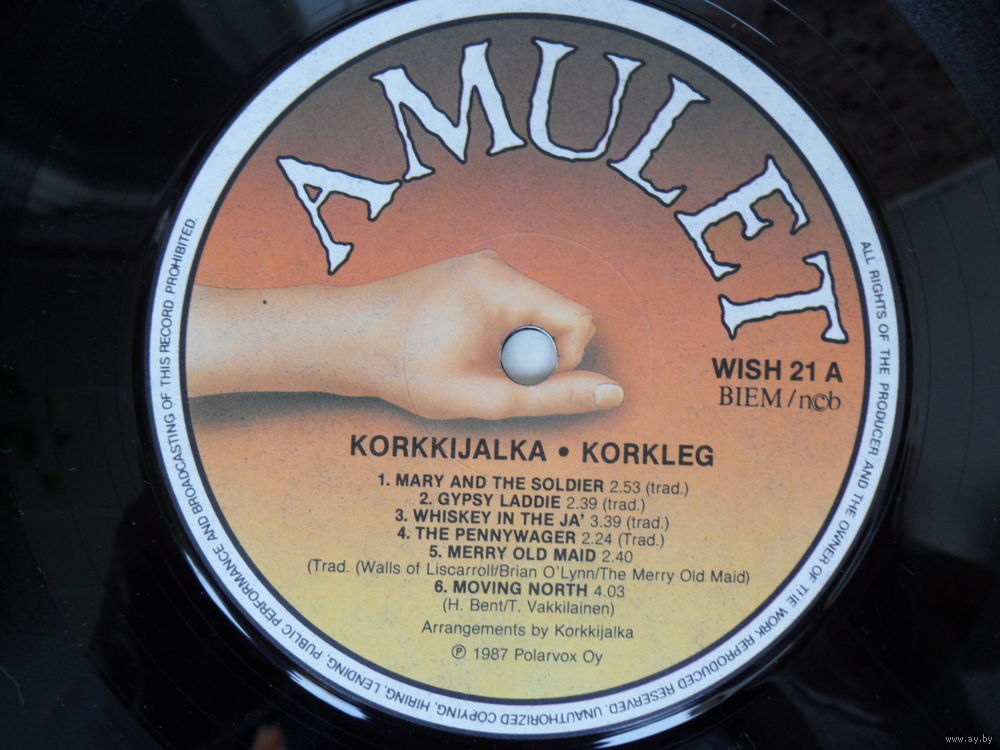 AMULET
WISH 21 A
BIEM/n©b
KORKKIJALKA • KORKLEG
1. MARY AND THE SOLDIER 2.53 (trad.)
2. GYPSY LADDIE 2.39 (trad.)
3. WHISKEY IN THE JA' 3.39 (trad.)
4. THE PENNYWAGER 2.24 (Trad.)
5. MERRY OLD MAID 2.40
(Trad. (Walls of Liscarroll/Brian O'Lynn/The Merry Old Maid)
6. MOVING NORTH 4.03
(H. Bent/T. Vakkilainen)
Arrangements by Korkkijalka
℗ 1987 Polarvox Oy
ALL RIGHTS OF THE PRODUCER AND THE OWNER OF THE WORK REPRODUCED RESERVED. UNAUTHORIZED COPYING, HIRING, LENDING, PUBLIC PERFORMANCE AND BROADCASTING OF THIS RECORD PROHIBITED.
www.ay.by